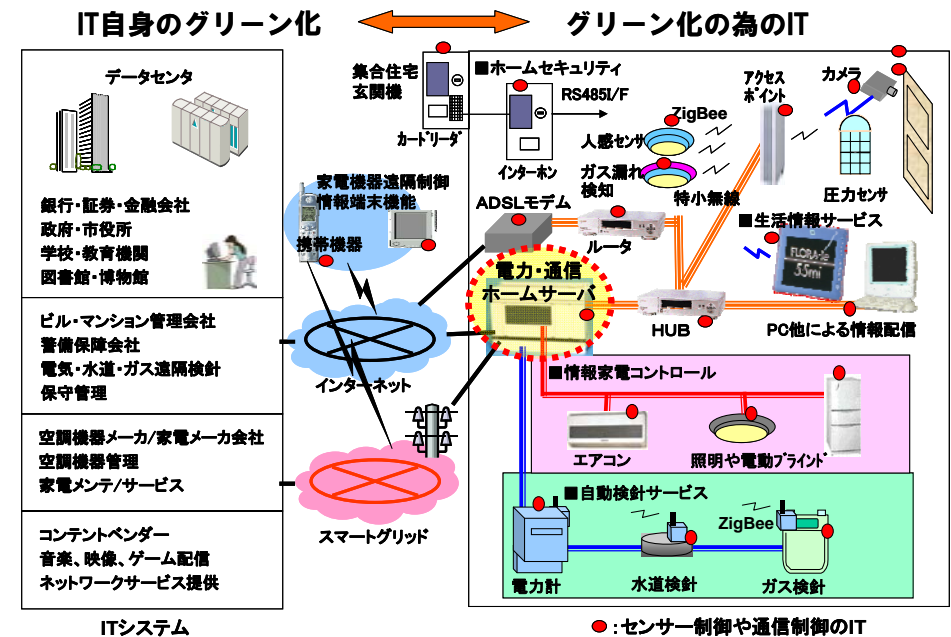 IT自身のグリーン化
グリーン化の為のIT
データセンタ
銀行・証券・金融会社
政府・市役所
学校・教育機関
図書館・博物館
ビル・マンション管理会社
警備保障会社
電気・水道・ガス遠隔検針
保守管理
空調機器メーカ/家電メーカ会社
空調機器管理
家電メンテ/サービス
コンテントベンダー
音楽、映像、ゲーム配信
ネットワークサービス提供
ITシステム
家電機器遠隔制御
情報端末機能
携帯機器
インターネット
スマートグリッド
集合住宅
玄関機
カードリーダ
■ホームセキュリティ
インターホン
RS485I/F
ZigBee
人感センサ
ガス漏れ
検知
特小無線
アクセス
ポイント
カメラ
圧力センサ
ADSLモデム
ルータ
電力・通信
ホームサーバ
HUB
■生活情報サービス
FLORA-ie
55mi
PC他による情報配信
■情報家電コントロール
エアコン
照明や電動ブラインド
■自動検針サービス
ZigBee
電力計
水道検針
ガス検針
:センサー制御や通信制御のIT